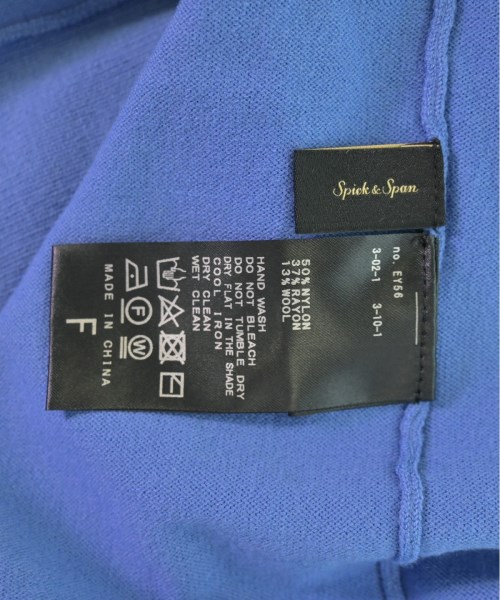 Spick & Span
no. EY56
3-02-1 3-10-1
50%NYLON
37%RAYON
13%WOOL
HAND WASH
DO NOT BLEACH
DO NOT TUMBLE DRY
DRY FLAT IN THE SHADE
COOL IRON
DRY CLEAN
WET CLEAN
F W
MADE IN CHINA
F